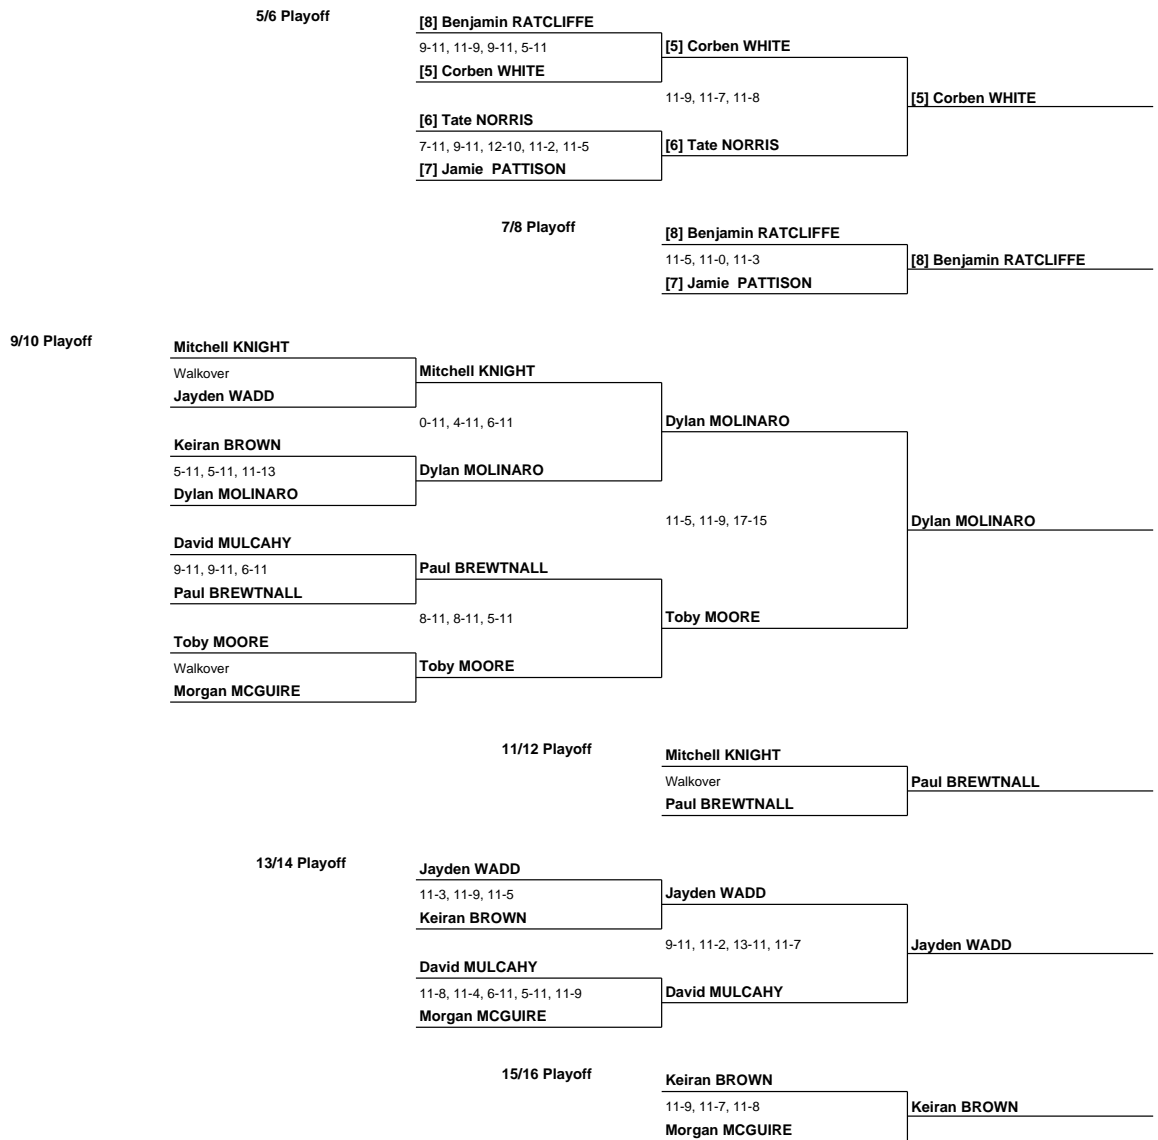 5/6 Playoff
[8] Benjamin RATCLIFFE
9-11, 11-9, 9-11, 5-11
[5] Corben WHITE
[5] Corben WHITE
11-9, 11-7, 11-8
[5] Corben WHITE
[6] Tate NORRIS
7-11, 9-11, 12-10, 11-2, 11-5
[6] Tate NORRIS
[7] Jamie  PATTISON
7/8 Playoff
[8] Benjamin RATCLIFFE
11-5, 11-0, 11-3
[8] Benjamin RATCLIFFE
[7] Jamie  PATTISON
9/10 Playoff
Mitchell KNIGHT
Walkover
Mitchell KNIGHT
Jayden WADD
0-11, 4-11, 6-11
Dylan MOLINARO
Keiran BROWN
5-11, 5-11, 11-13
Dylan MOLINARO
Dylan MOLINARO
11-5, 11-9, 17-15
Dylan MOLINARO
David MULCAHY
9-11, 9-11, 6-11
Paul BREWTNALL
Paul BREWTNALL
8-11, 8-11, 5-11
Toby MOORE
Toby MOORE
Walkover
Toby MOORE
Morgan MCGUIRE
11/12 Playoff
Mitchell KNIGHT
Walkover
Paul BREWTNALL
Paul BREWTNALL
13/14 Playoff
Jayden WADD
11-3, 11-9, 11-5
Jayden WADD
Keiran BROWN
9-11, 11-2, 13-11, 11-7
Jayden WADD
David MULCAHY
11-8, 11-4, 6-11, 5-11, 11-9
David MULCAHY
Morgan MCGUIRE
15/16 Playoff
Keiran BROWN
11-9, 11-7, 11-8
Keiran BROWN
Morgan MCGUIRE